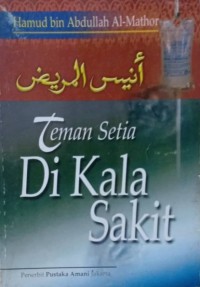 Hamud bin Abdullah Al-Mathor
أنيس المريض
Teman Setia
Di Kala
Sakit
Penerbit Pustaka Amani Jakarta